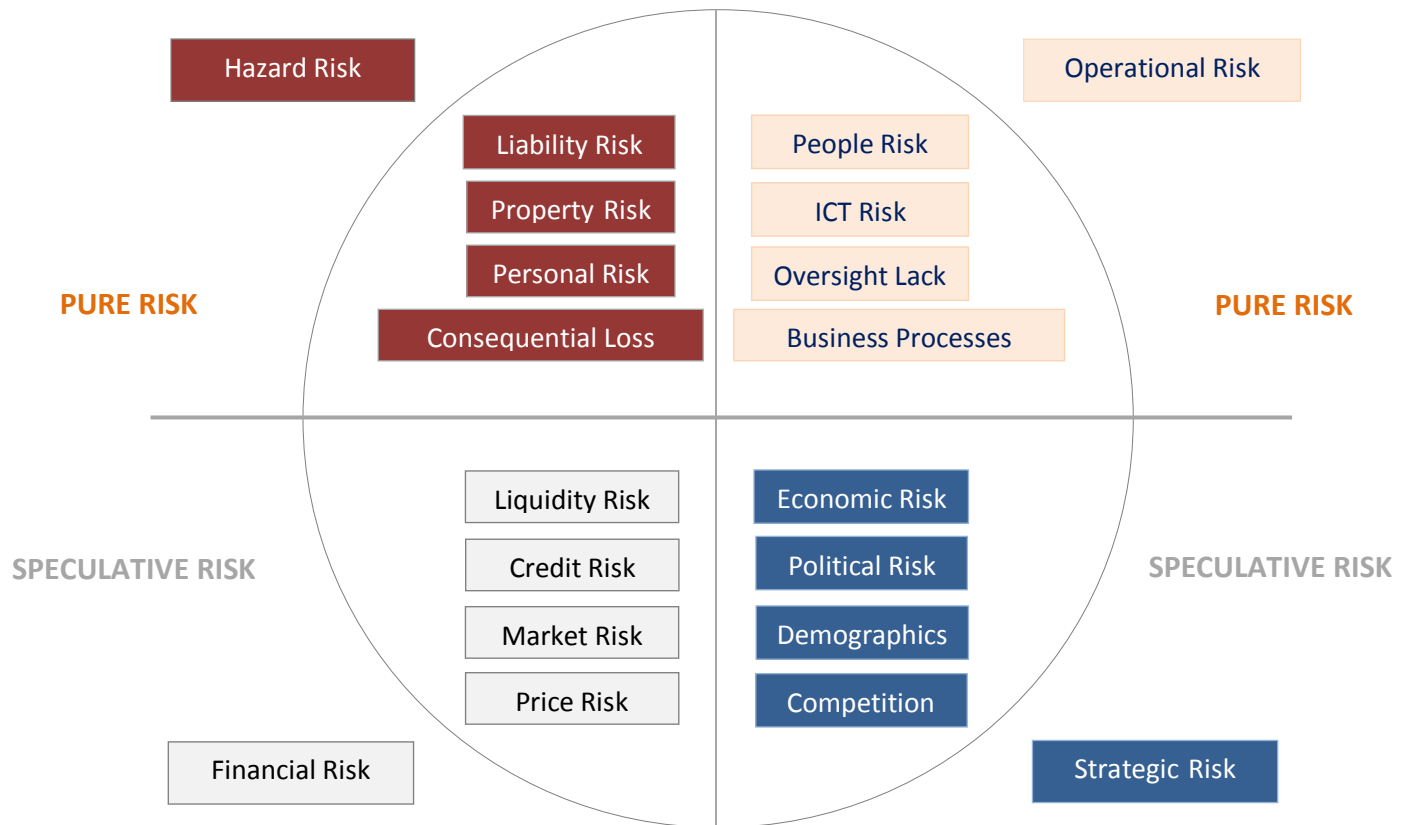 Hazard Risk
Operational Risk
Liability Risk
People Risk
Property Risk
ICT Risk
Personal Risk
Oversight Lack
PURE RISK
PURE RISK
Consequential Loss
Business Processes
Liquidity Risk
Economic Risk
SPECULATIVE RISK
Credit Risk
Political Risk
SPECULATIVE RISK
Market Risk
Demographics
Price Risk
Competition
Financial Risk
Strategic Risk